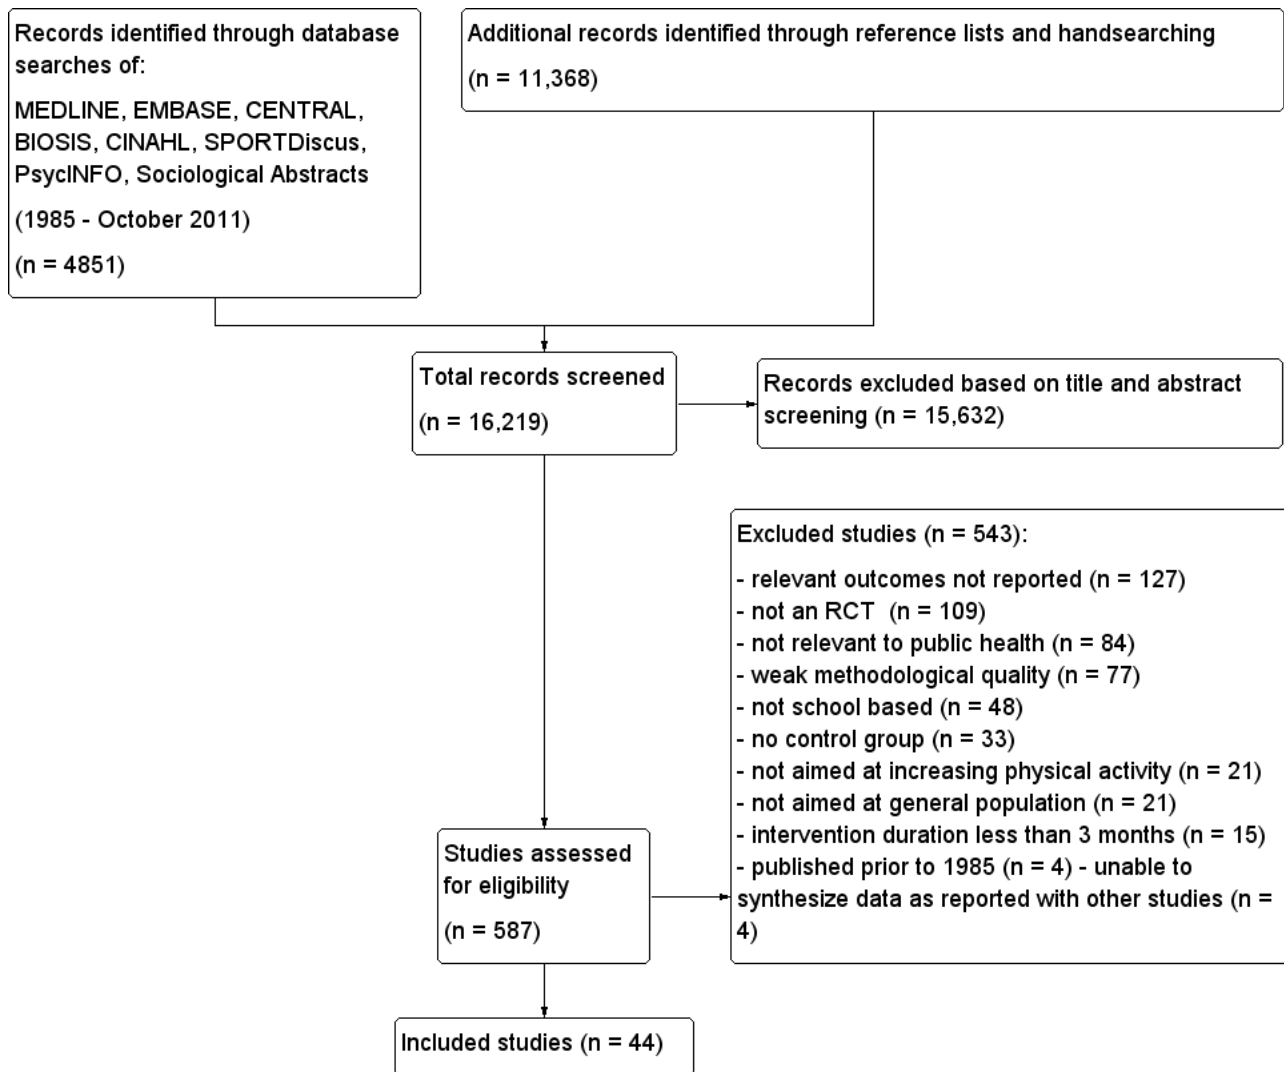 Records identified through database
searches of:
MEDLINE, EMBASE, CENTRAL,
BIOSIS, CINAHL, SPORTDiscus,
PsycINFO, Sociological Abstracts
(1985 - October 2011)
(n = 4851)
Additional records identified through reference lists and handsearching
(n = 11,368)
Total records screened
(n = 16,219)
Records excluded based on title and abstract
screening (n = 15,632)
Excluded studies (n = 543):
- relevant outcomes not reported (n = 127)
- not an RCT  (n = 109)
- not relevant to public health (n = 84)
- weak methodological quality (n = 77)
- not school based (n = 48)
- no control group (n = 33)
- not aimed at increasing physical activity (n = 21)
- not aimed at general population (n = 21)
- intervention duration less than 3 months (n = 15)
- published prior to 1985 (n = 4) - unable to
synthesize data as reported with other studies (n =
4)
Studies assessed
for eligibility
(n = 587)
Included studies (n = 44)